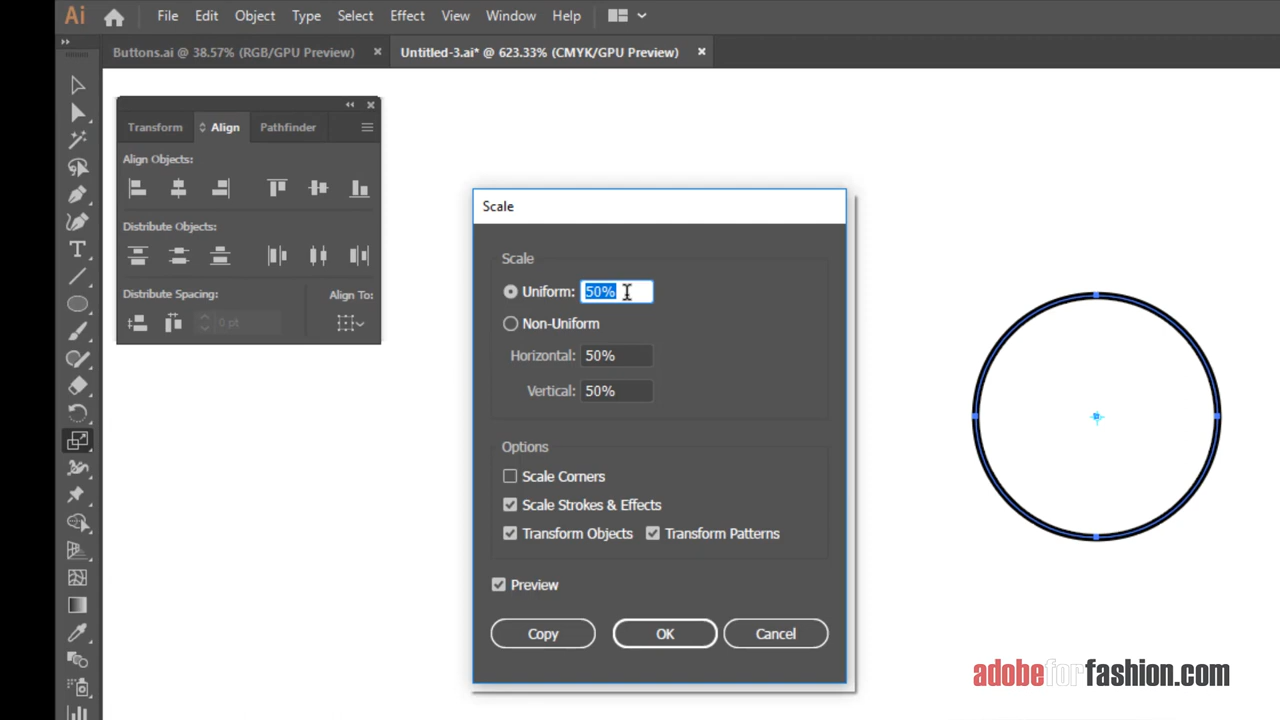 Ai File Edit Object Type Select Effect View Window Help
Buttons.ai @ 38.57% (RGB/GPU Preview) × Untitled-3.ai* @ 623.33% (CMYK/GPU Preview) ×
Transform Align Pathfinder
Align Objects:
Distribute Objects:
Distribute Spacing: Align To:
0 pt
Scale
Scale
Uniform: 50%
Non-Uniform
Horizontal: 50%
Vertical: 50%
Options
Scale Corners
Scale Strokes & Effects
Transform Objects Transform Patterns
Preview
Copy OK Cancel
adobeforfashion.com